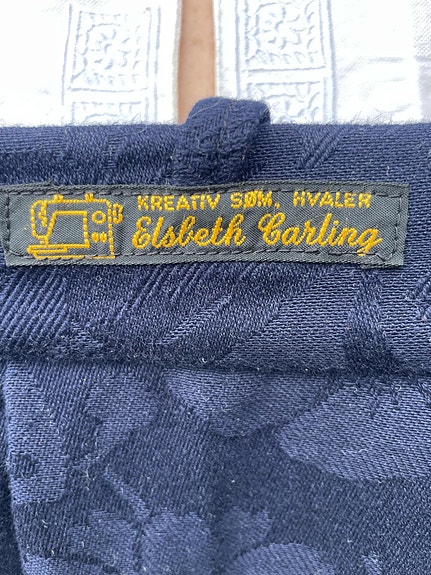 KREATIV SØM, HVALER
Elsbeth Carling